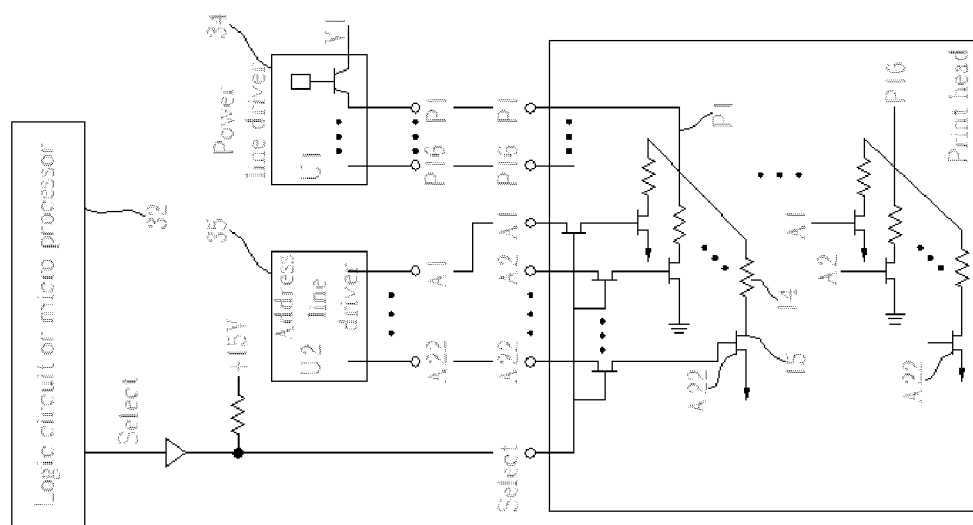 Logic circuit or micro processor
32
Select
+15V
34
Power
line driver
U1
V1
35
Address
line
driver
U2
P1
P16
A1
A2
A22
P1
P16
A1
A22
Select
P1
14
15
A22
A1
A2
P16
A22
Print head